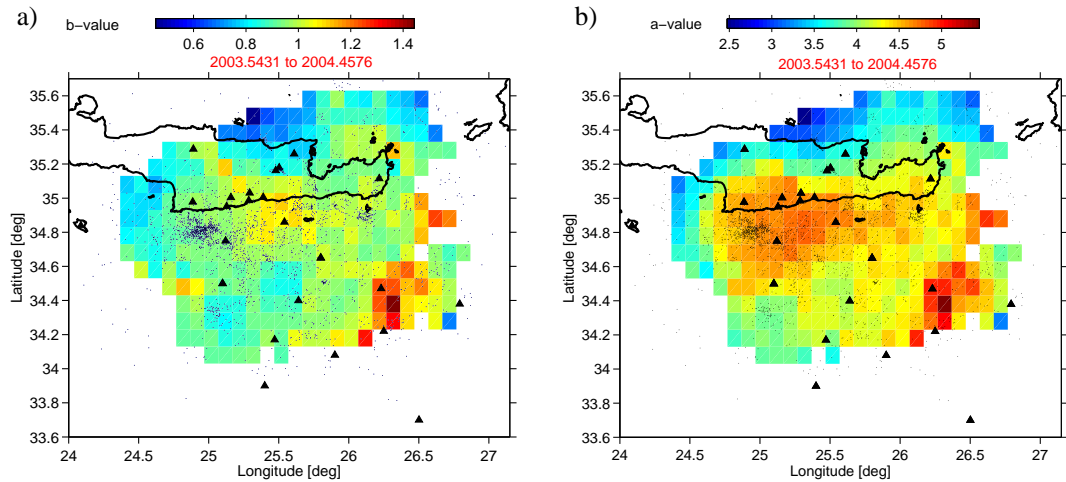 a)
b-value
0.6 0.8 1 1.2 1.4
2003.5431 to 2004.4576
35.6
35.4
35.2
35
34.8
34.6
34.4
34.2
34
33.8
33.6
Latitude [deg]
24 24.5 25 25.5 26 26.5 27
Longitude [deg]
b)
a-value
2.5 3 3.5 4 4.5 5
2003.5431 to 2004.4576
35.6
35.4
35.2
35
34.8
34.6
34.4
34.2
34
33.8
33.6
Latitude [deg]
24 24.5 25 25.5 26 26.5 27
Longitude [deg]